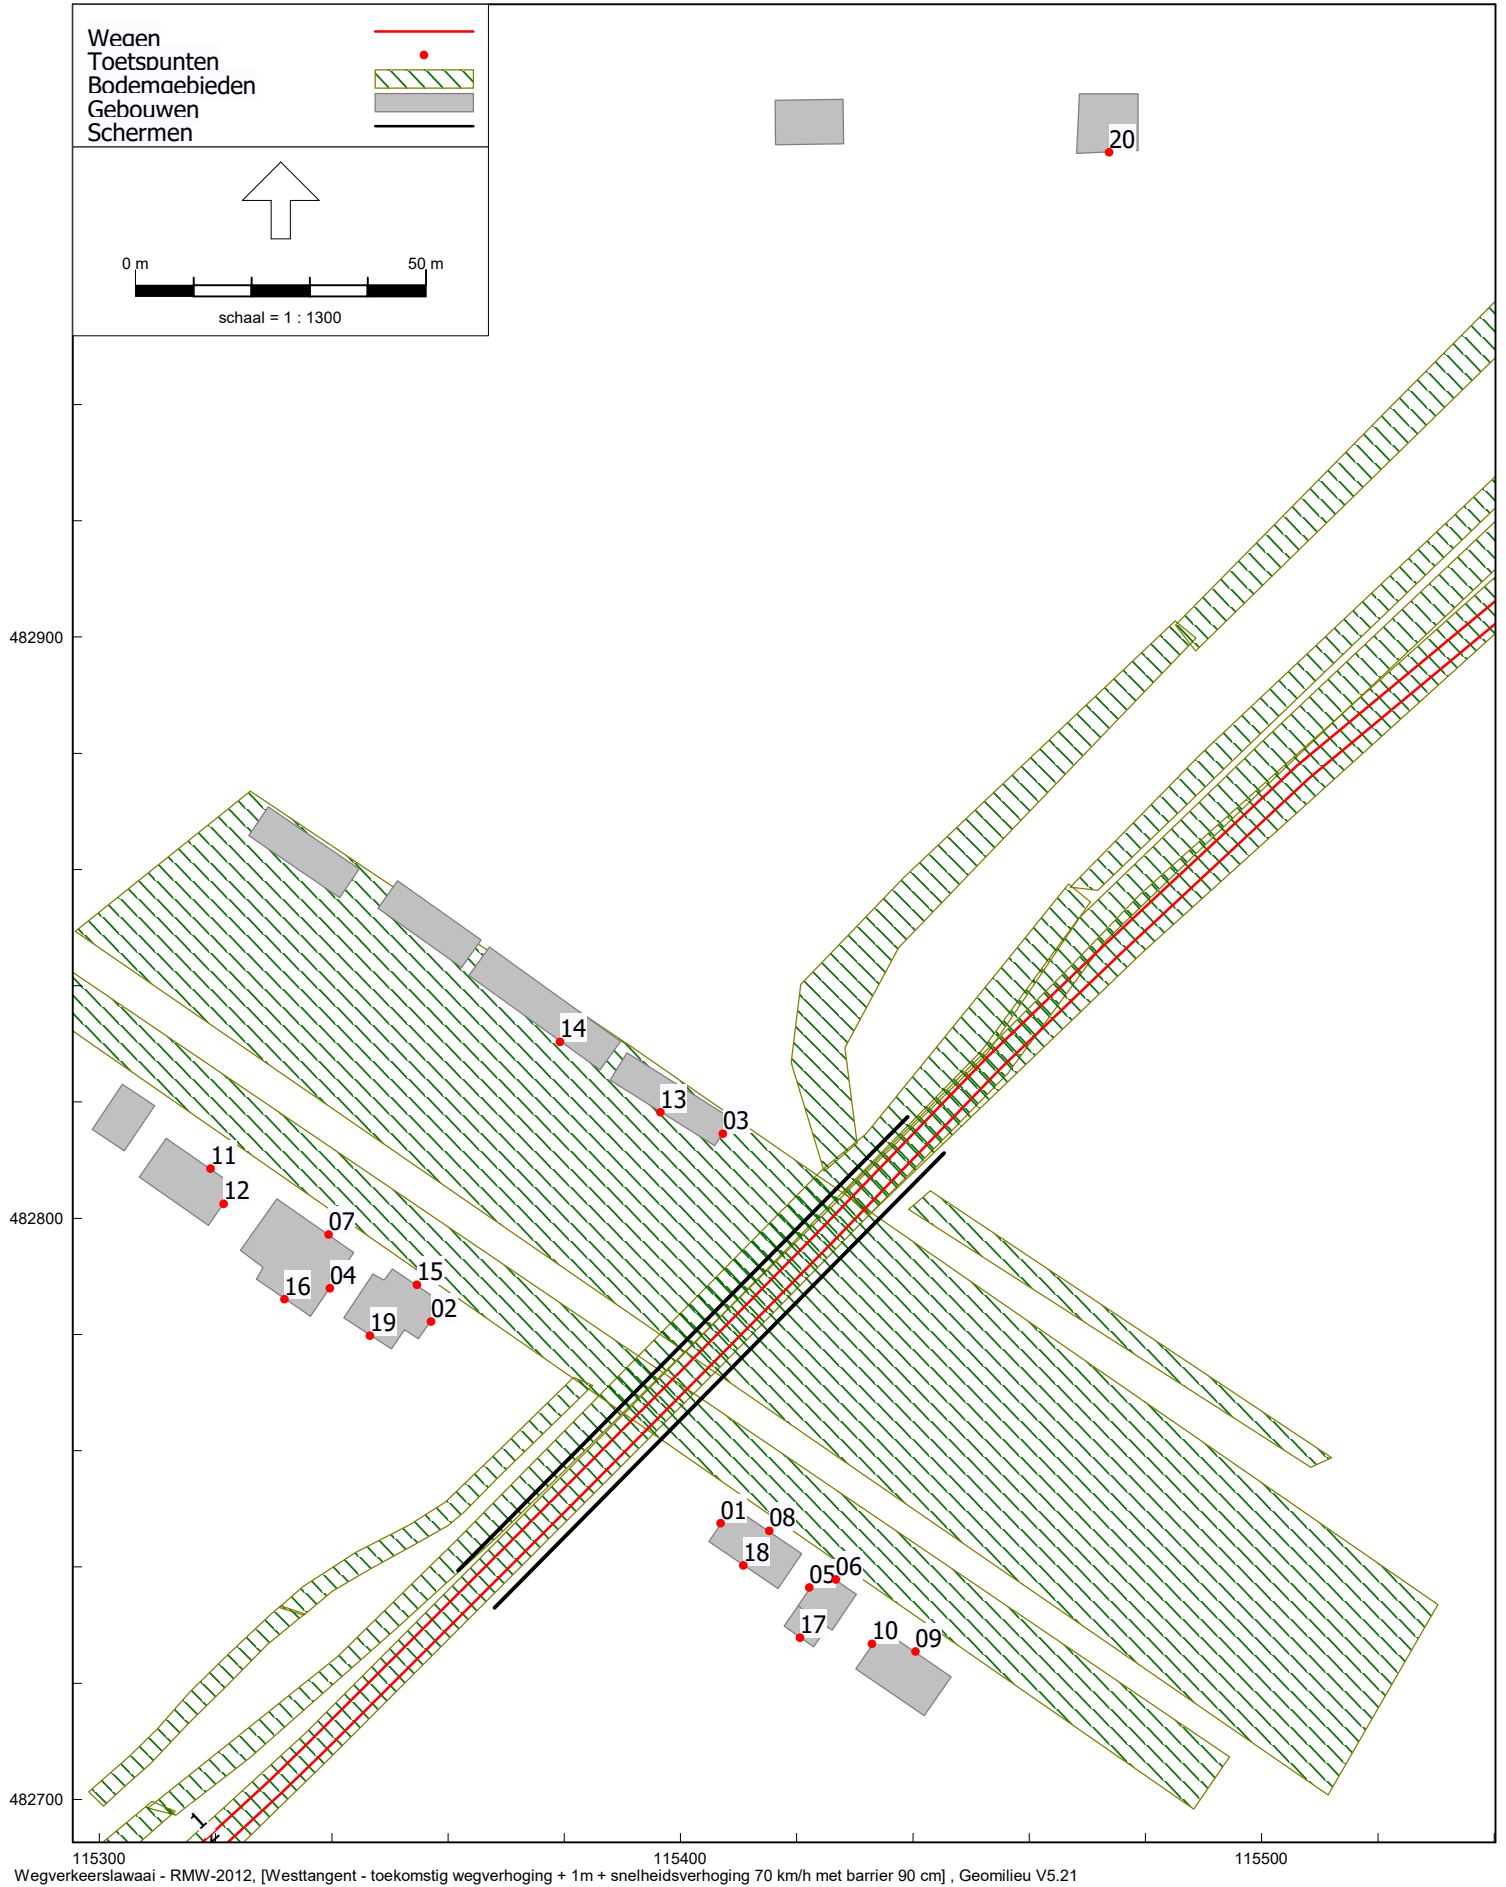 Wegen
Toetspunten
Bodemgebieden
Gebouwen
Schermen
0 m 50 m
schaal = 1 : 1300
20
482900
14
13
03
11
12
482800
07
04
16
15
02
19
01
08
18
05
06
17
10
09
482700
1
115300 115400 115500
Wegverkeerslawaai - RMW-2012, [Westtangent - toekomstig wegverhoging + 1m + snelheidsverhoging 70 km/h met barrier 90 cm] , Geomilieu V5.21